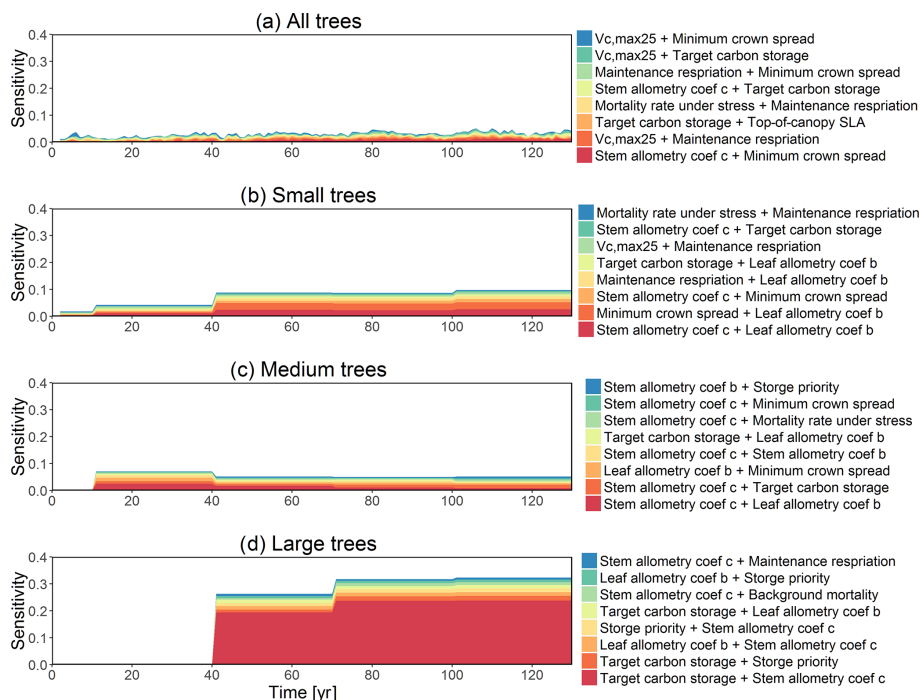 (a) All trees
Sensitivity
0.4
0.3
0.2
0.1
0.0
0 20 40 60 80 100 120
Vc,max25 + Minimum crown spread
Vc,max25 + Target carbon storage
Maintenance respriation + Minimum crown spread
Stem allometry coef c + Target carbon storage
Mortality rate under stress + Maintenance respriation
Target carbon storage + Top-of-canopy SLA
Vc,max25 + Maintenance respriation
Stem allometry coef c + Minimum crown spread
(b) Small trees
Sensitivity
0.4
0.3
0.2
0.1
0.0
0 20 40 60 80 100 120
Mortality rate under stress + Maintenance respriation
Stem allometry coef c + Target carbon storage
Vc,max25 + Maintenance respriation
Target carbon storage + Leaf allometry coef b
Maintenance respriation + Leaf allometry coef b
Stem allometry coef c + Minimum crown spread
Minimum crown spread + Leaf allometry coef b
Stem allometry coef c + Leaf allometry coef b
(c) Medium trees
Sensitivity
0.4
0.3
0.2
0.1
0.0
0 20 40 60 80 100 120
Stem allometry coef b + Storge priority
Stem allometry coef c + Minimum crown spread
Stem allometry coef c + Mortality rate under stress
Target carbon storage + Leaf allometry coef b
Stem allometry coef c + Stem allometry coef b
Leaf allometry coef b + Minimum crown spread
Stem allometry coef c + Target carbon storage
Stem allometry coef c + Leaf allometry coef b
(d) Large trees
Sensitivity
0.4
0.3
0.2
0.1
0.0
0 20 40 60 80 100 120
Time [yr]
Stem allometry coef c + Maintenance respriation
Leaf allometry coef b + Storge priority
Stem allometry coef c + Background mortality
Target carbon storage + Leaf allometry coef b
Storge priority + Stem allometry coef c
Leaf allometry coef b + Stem allometry coef c
Target carbon storage + Storge priority
Target carbon storage + Stem allometry coef c